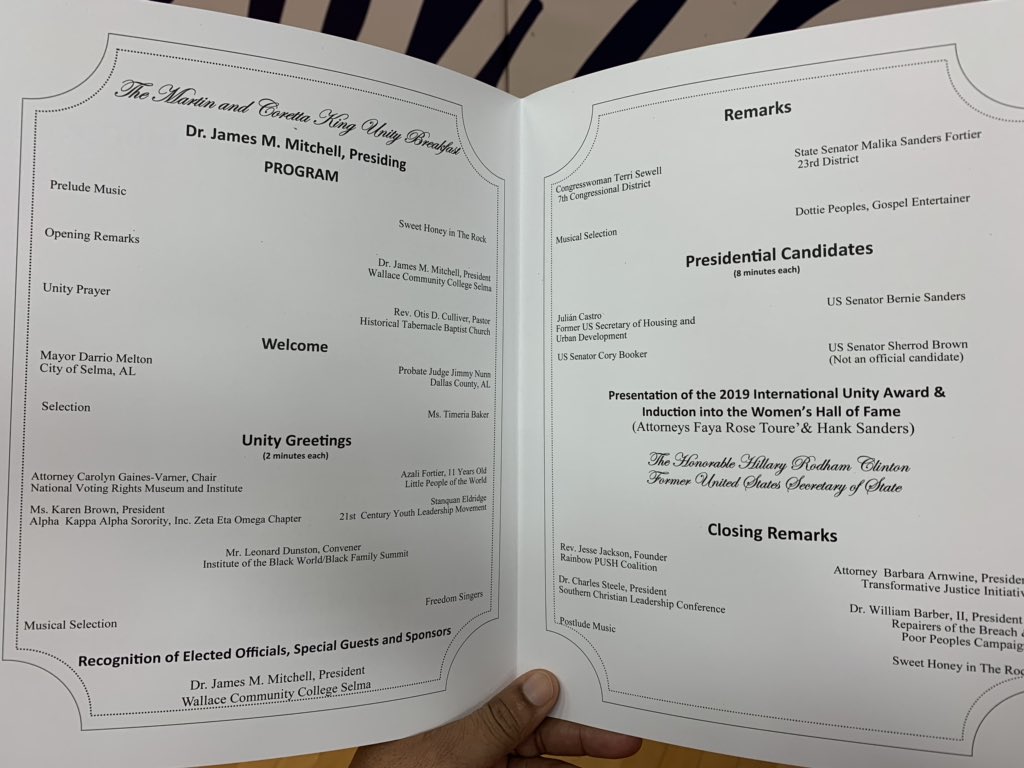 The Martin and Coretta King Unity Breakfast
Dr. James M. Mitchell, Presiding
PROGRAM
Prelude Music
Sweet Honey in The Rock
Opening Remarks
Dr. James M. Mitchell, President
Wallace Community College Selma
Unity Prayer
Rev. Otis D. Culliver, Pastor
Historical Tabernacle Baptist Church
Welcome
Mayor Darrio Melton
City of Selma, AL
Probate Judge Jimmy Nunn
Dallas County, AL
Selection
Ms. Timeria Baker
Unity Greetings
(2 minutes each)
Attorney Carolyn Gaines-Varner, Chair
National Voting Rights Museum and Institute
Azali Fortier, 11 Years Old
Little People of the World
Ms. Karen Brown, President
Alpha Kappa Alpha Sorority, Inc. Zeta Eta Omega Chapter
Stanquan Eldridge
21st Century Youth Leadership Movement
Mr. Leonard Dunston, Convener
Institute of the Black World/Black Family Summit
Freedom Singers
Musical Selection
Recognition of Elected Officials, Special Guests and Sponsors
Dr. James M. Mitchell, President
Wallace Community College Selma
Remarks
Congresswoman Terri Sewell
7th Congressional District
State Senator Malika Sanders Fortier
23rd District
Musical Selection
Dottie Peoples, Gospel Entertainer
Presidential Candidates
(8 minutes each)
Julián Castro
Former US Secretary of Housing and
Urban Development
US Senator Bernie Sanders
US Senator Cory Booker
US Senator Sherrod Brown
(Not an official candidate)
Presentation of the 2019 International Unity Award &
Induction into the Women's Hall of Fame
(Attorneys Faya Rose Toure'& Hank Sanders)
The Honorable Hillary Rodham Clinton
Former United States Secretary of State
Closing Remarks
Rev. Jesse Jackson, Founder
Rainbow PUSH Coalition
Attorney Barbara Arnwine, Presiden
Transformative Justice Initiativ
Dr. Charles Steele, President
Southern Christian Leadership Conference
Dr. William Barber, II, President
Repairers of the Breach &
Poor Peoples Campaig
Postlude Music
Sweet Honey in The Roc